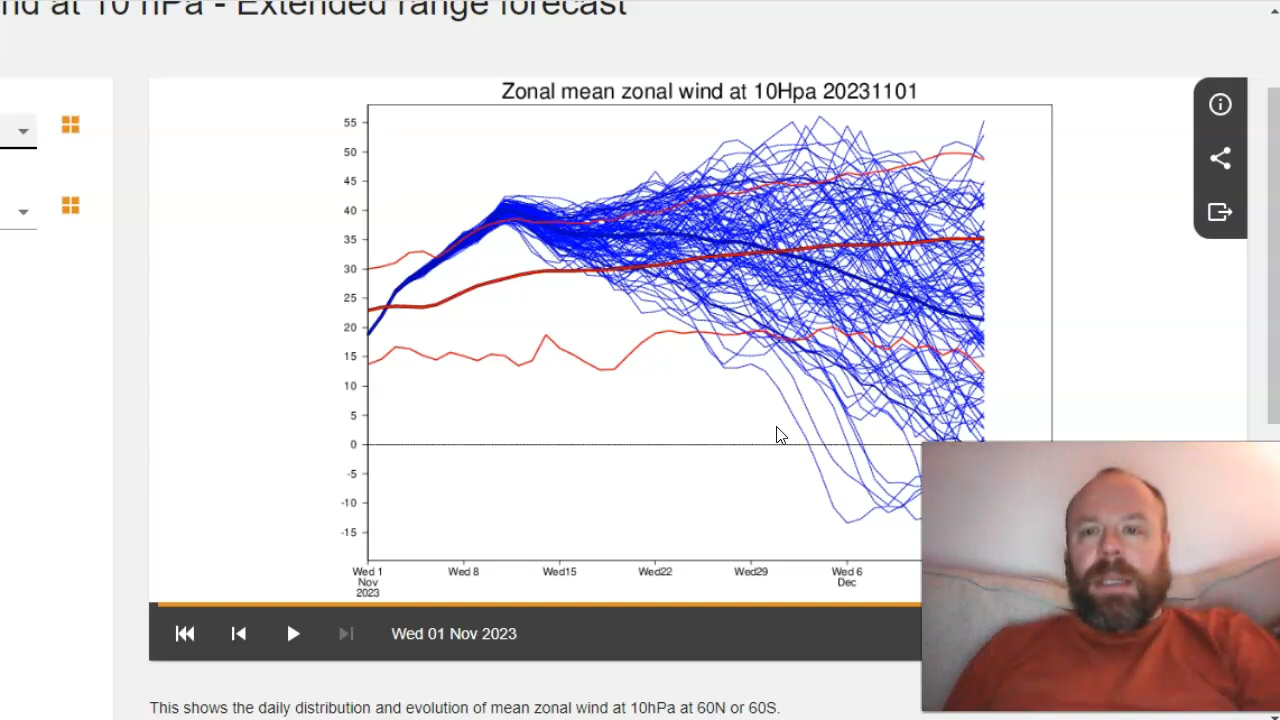 nd at 10 hPa - Extended range forecast
Zonal mean zonal wind at 10Hpa 20231101
55
50
45
40
35
30
25
20
15
10
5
0
-5
-10
-15
Wed 1 Wed 8 Wed15 Wed22 Wed29 Wed 6
Nov Dec
2023
Wed 01 Nov 2023
This shows the daily distribution and evolution of mean zonal wind at 10hPa at 60N or 60S.